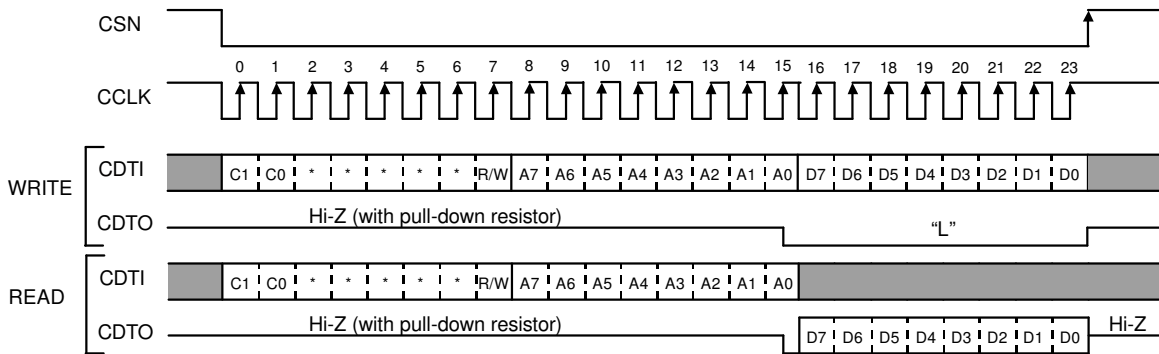 CSN
0 1 2 3 4 5 6 7 8 9 10 11 12 13 14 15 16 17 18 19 20 21 22 23
CCLK
WRITE
CDTI C1 C0 * * * * * R/W A7 A6 A5 A4 A3 A2 A1 A0 D7 D6 D5 D4 D3 D2 D1 D0
CDTO Hi-Z (with pull-down resistor) “L”
READ
CDTI C1 C0 * * * * * R/W A7 A6 A5 A4 A3 A2 A1 A0
CDTO Hi-Z (with pull-down resistor) D7 D6 D5 D4 D3 D2 D1 D0 Hi-Z